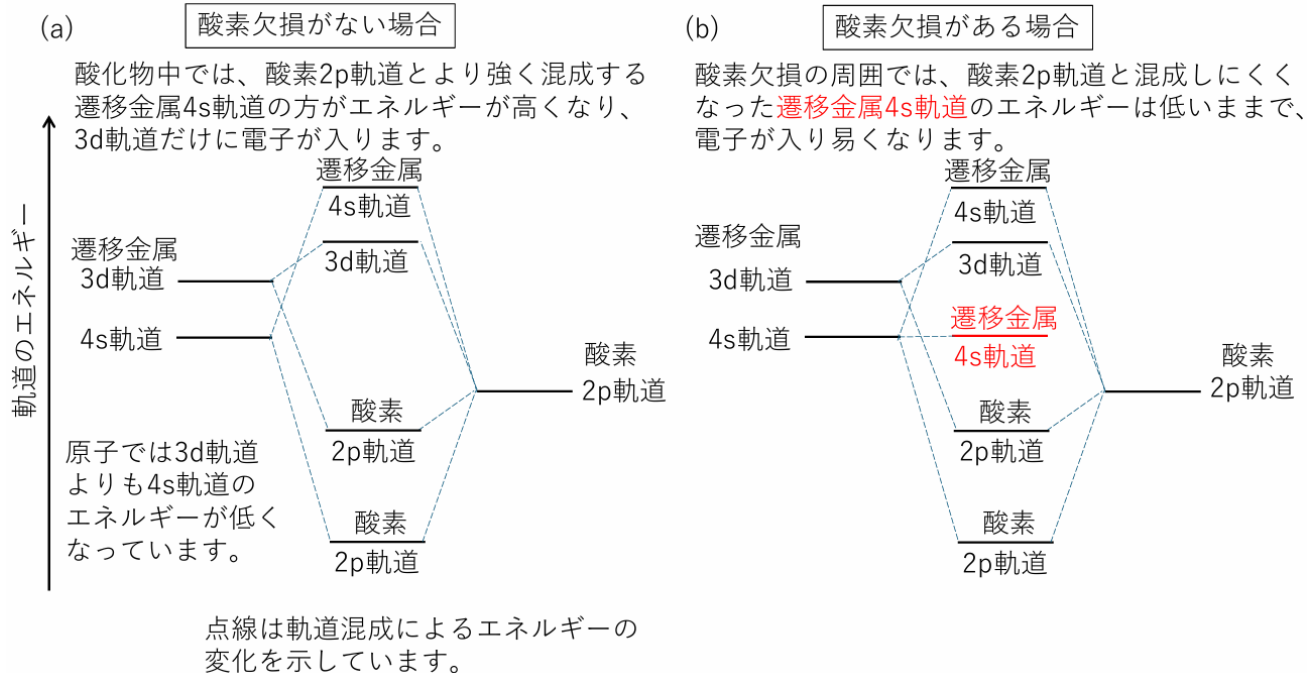 (a)
酸素欠損がない場合
酸化物中では、酸素2p軌道とより強く混成する
遷移金属4s軌道の方がエネルギーが高くなり、
3d軌道だけに電子が入ります。
軌道のエネルギー
遷移金属
4s軌道
遷移金属
3d軌道
3d軌道
4s軌道
酸素
2p軌道
酸素
2p軌道
原子では3d軌道
よりも4s軌道の
エネルギーが低く
なっています。
酸素
2p軌道
点線は軌道混成によるエネルギーの
変化を示しています。
(b)
酸素欠損がある場合
酸素欠損の周囲では、酸素2p軌道と混成しにくく
なった遷移金属4s軌道のエネルギーは低いままで、
電子が入り易くなります。
遷移金属
4s軌道
遷移金属
3d軌道
3d軌道
4s軌道
遷移金属
4s軌道
酸素
2p軌道
酸素
2p軌道
酸素
2p軌道